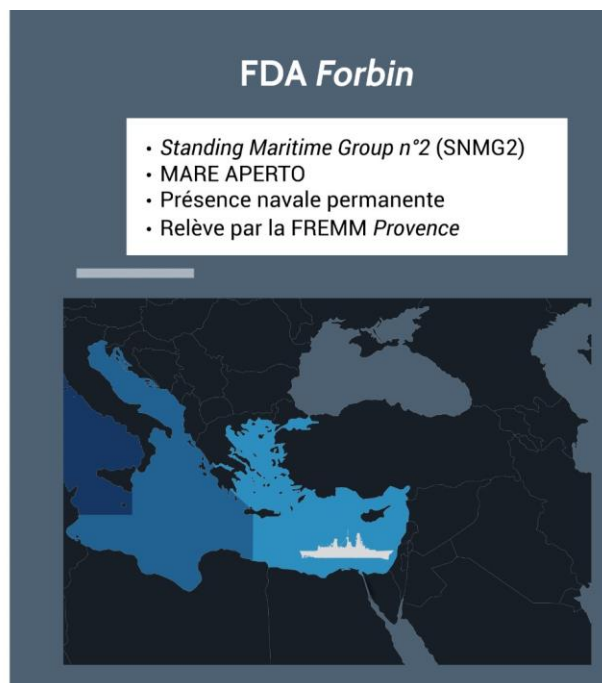 FDA Forbin
• Standing Maritime Group n°2 (SNMG2)
• MARE APERTO
• Présence navale permanente
• Relève par la FREMM Provence